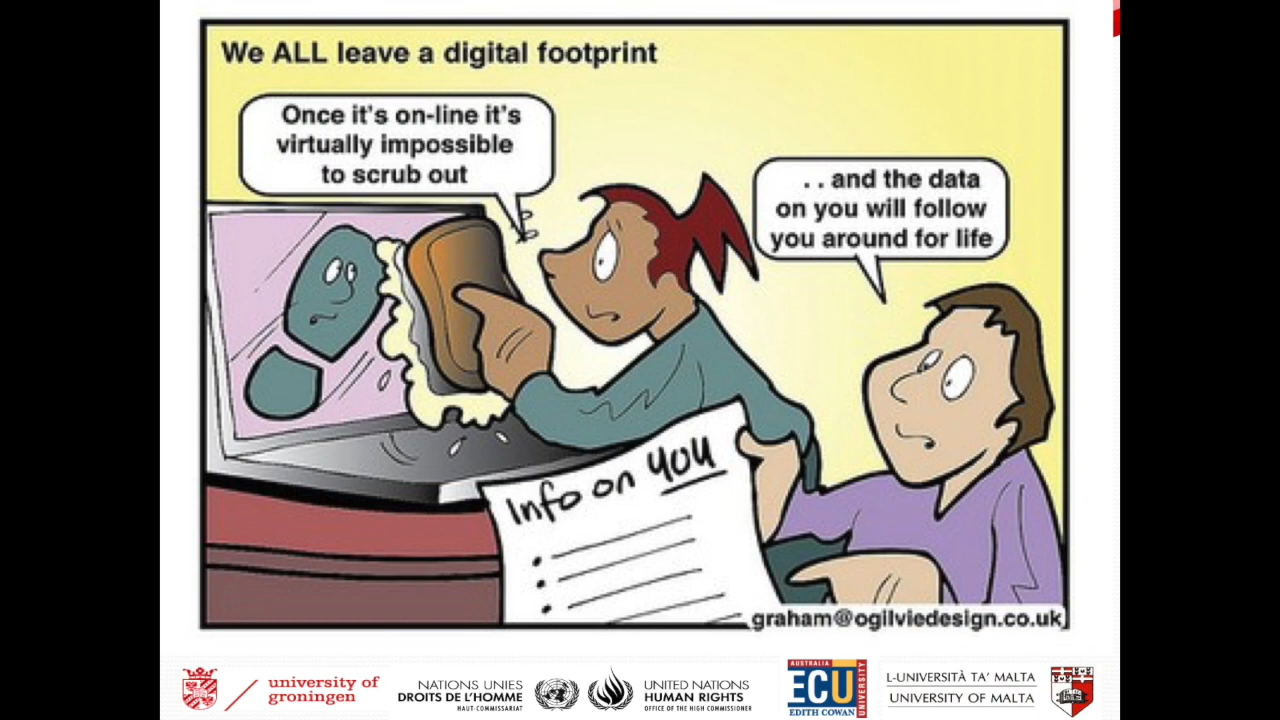 We ALL leave a digital footprint
Once it's on-line it's
virtually impossible
to scrub out
. . and the data
on you will follow
you around for life
Info on YOU
graham@ogilviedesign.co.uk
university of
groningen
NATIONS UNIES
DROITS DE L'HOMME
HAUT-COMMISSARIAT
UNITED NATIONS
HUMAN RIGHTS
OFFICE OF THE HIGH COMMISSIONER
AUSTRALIA
ECU
EDITH COWAN
UNIVERSITY
L-UNIVERSITÀ TA' MALTA
UNIVERSITY OF MALTA